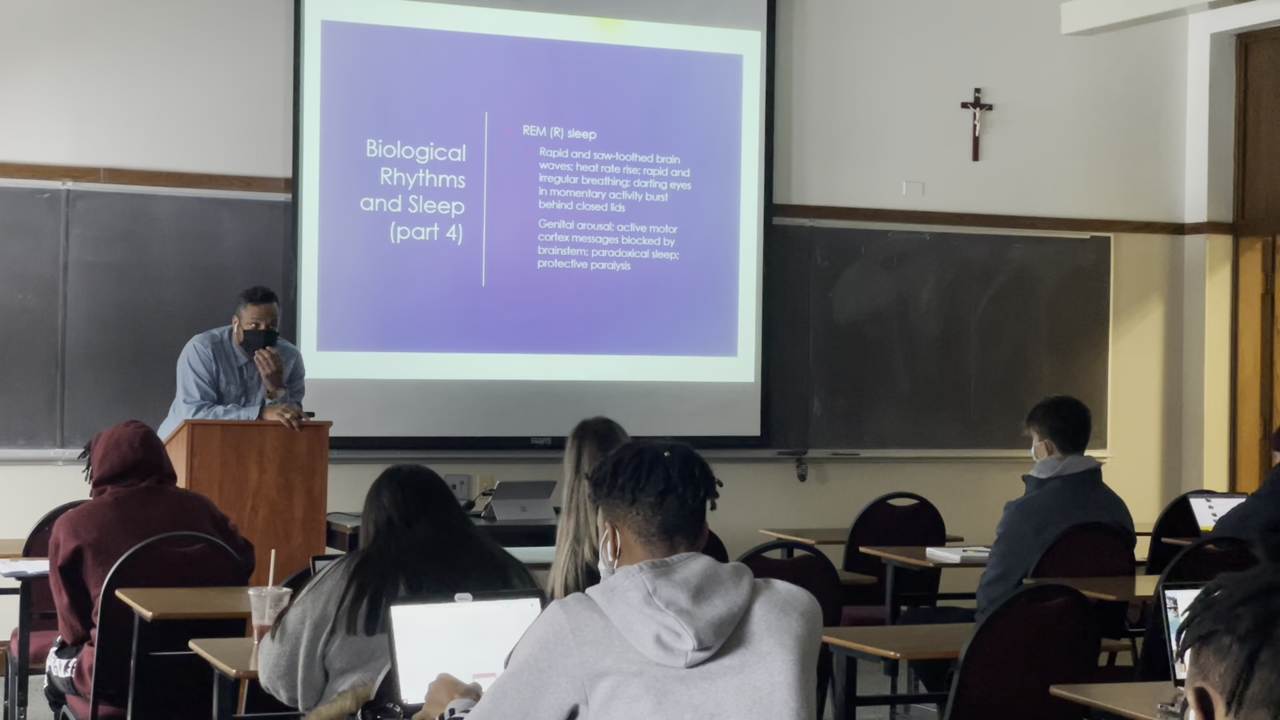 Biological
Rhythms
and Sleep
(part 4)
REM (R) sleep
Rapid and saw-toothed brain
waves; heat rate rise; rapid and
irregular breathing; darting eyes
in momentary activity burst
behind closed lids
Genital arousal; active motor
cortex messages blocked by
brainstem; paradoxical sleep;
protective paralysis